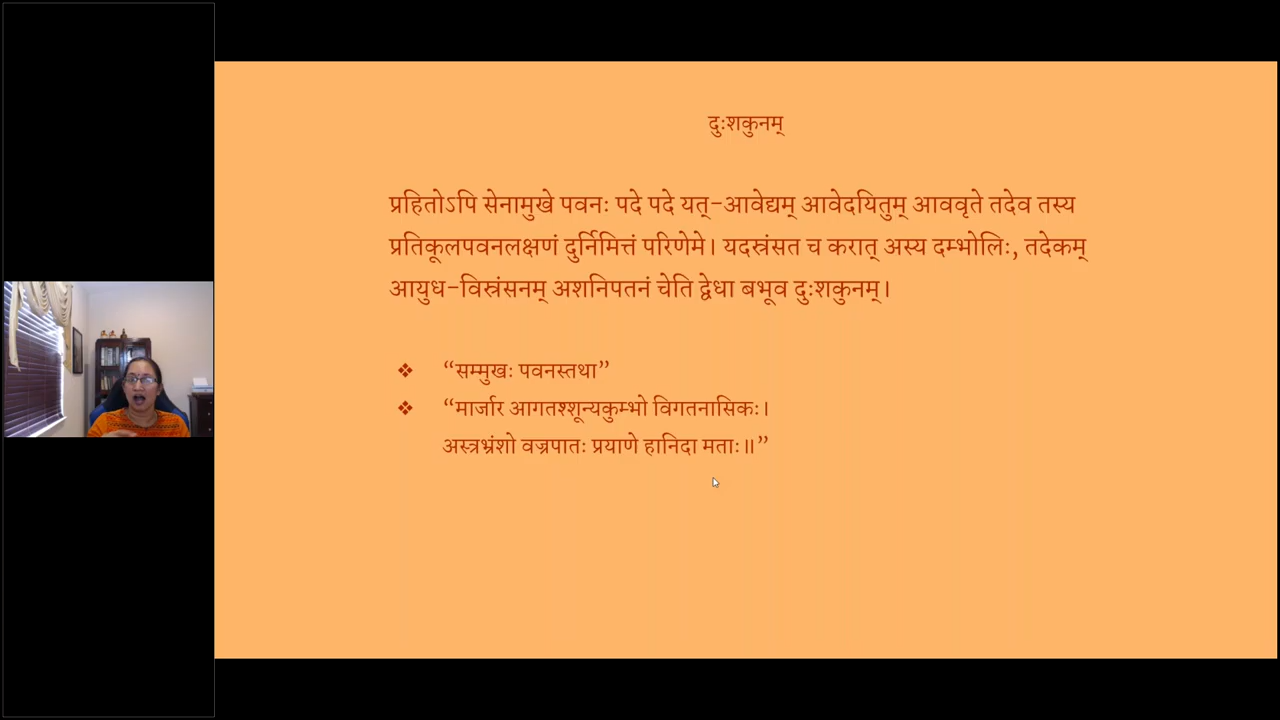 दुःशकुनम्
प्रहितोऽपि सेनामुखे पवनः पदे पदे यत्-आवेद्यम् आवेदयितुम् आववृते तदेव तस्य
प्रतिकूलपवनलक्षणं दुर्निमित्तं परिणेमे। यदस्रंसत च करात् अस्य दम्भोलिः, तदेकम्
आयुध-विस्रंसनम् अशनिपतनं चेति द्वेधा बभूव दुःशकुनम्।
❖ “सम्मुखः पवनस्तथा”
❖ “मार्जार आगतश्शून्यकुम्भो विगतनासिकः।
अस्त्रभ्रंशो वज्रपातः प्रयाणे हानिदा मताः॥”